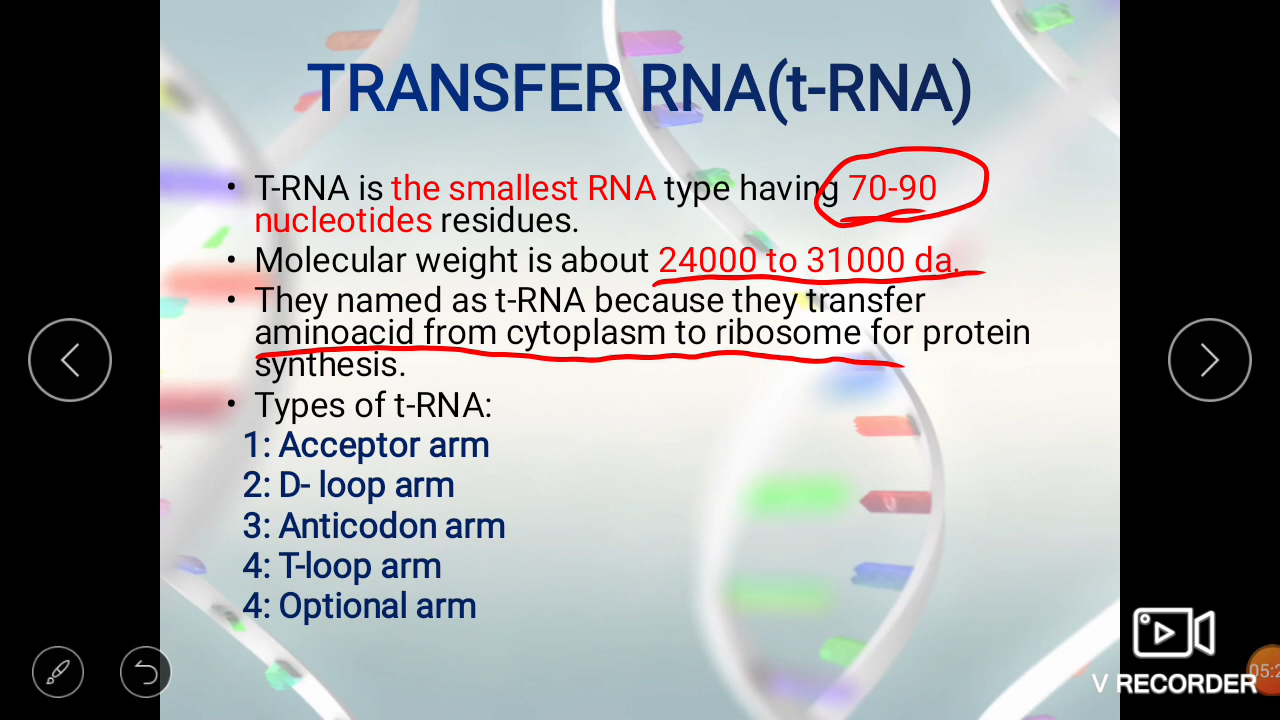 TRANSFER RNA(t-RNA)
• T-RNA is the smallest RNA type having 70-90
nucleotides residues.
• Molecular weight is about 24000 to 31000 da.
• They named as t-RNA because they transfer
aminoacid from cytoplasm to ribosome for protein
synthesis.
• Types of t-RNA:
1: Acceptor arm
2: D- loop arm
3: Anticodon arm
4: T-loop arm
4: Optional arm
V RECORDER